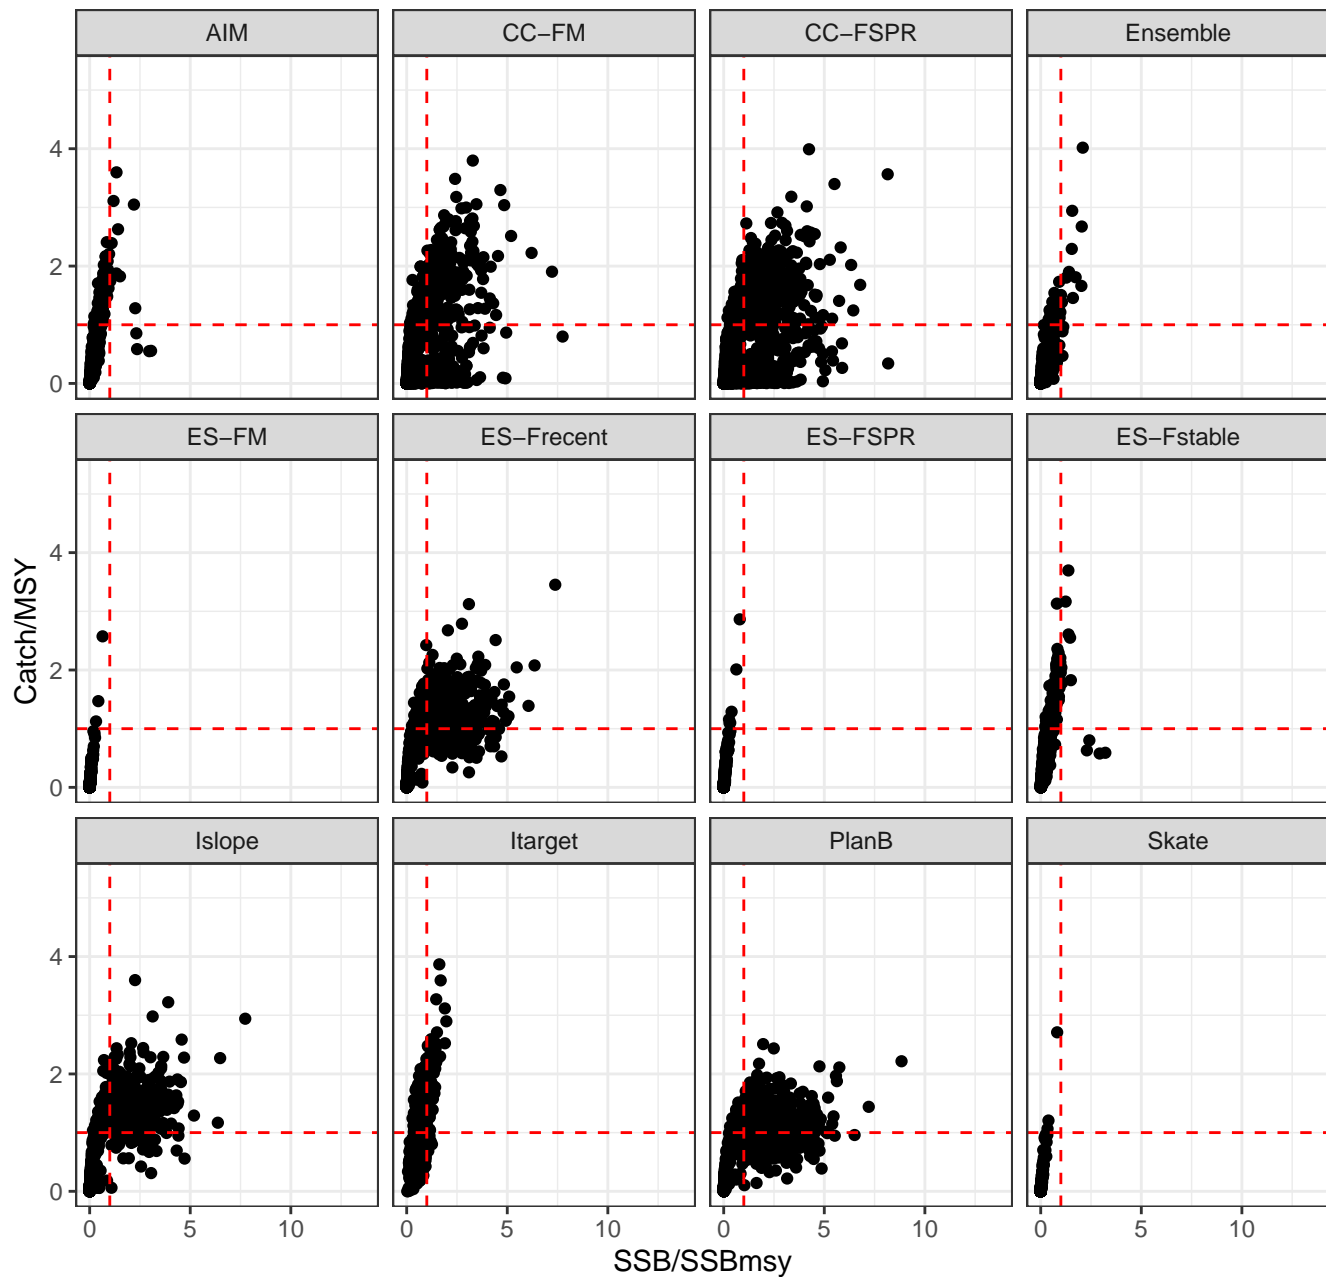 AIM CC−FM CC−FSPR Ensemble
4
2
0
ES−FM ES−Frecent ES−FSPR ES−Fstable
4
2
0
Catch/MSY
Islope Itarget PlanB Skate
4
2
0
0 5 10 0 5 10 0 5 10 0 5 10
SSB/SSBmsy